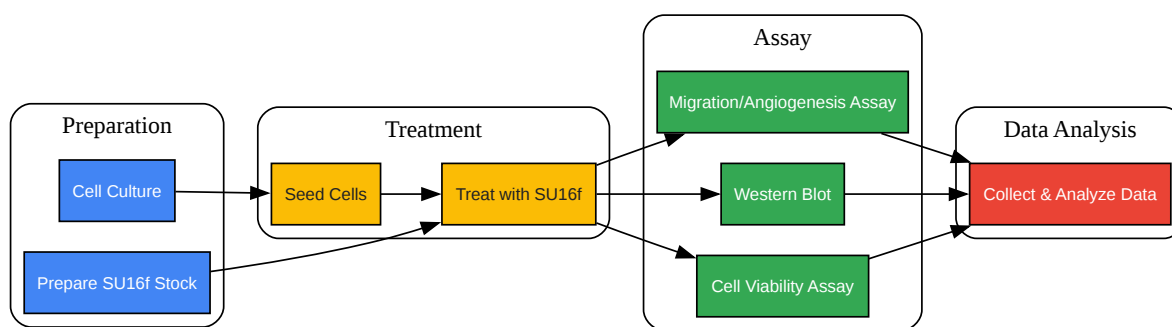 Preparation
Cell Culture
Prepare SU16f Stock
Treatment
Seed Cells
Treat with SU16f
Assay
Migration/Angiogenesis Assay
Western Blot
Cell Viability Assay
Data Analysis
Collect & Analyze Data